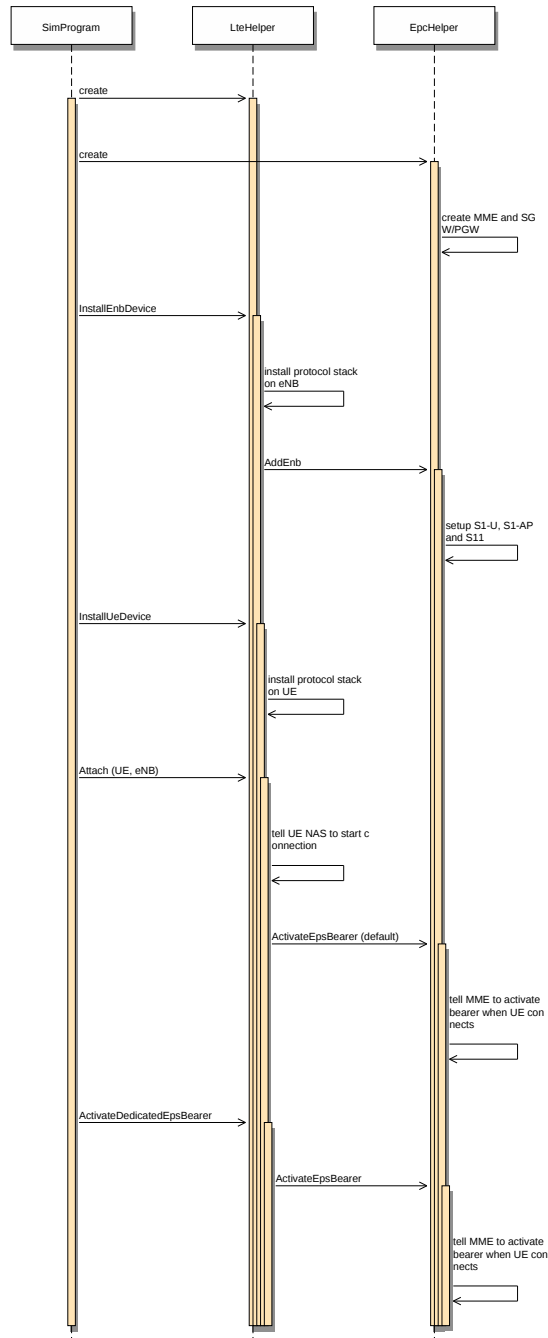 SimProgram
LteHelper
EpcHelper
create
create
create MME and SG
W/PGW
InstallEnbDevice
install protocol stack
on eNB
AddEnb
setup S1-U, S1-AP
and S11
InstallUeDevice
install protocol stack
on UE
Attach (UE, eNB)
tell UE NAS to start c
onnection
ActivateEpsBearer (default)
tell MME to activate
bearer when UE con
nects
ActivateDedicatedEpsBearer
ActivateEpsBearer
tell MME to activate
bearer when UE con
nects